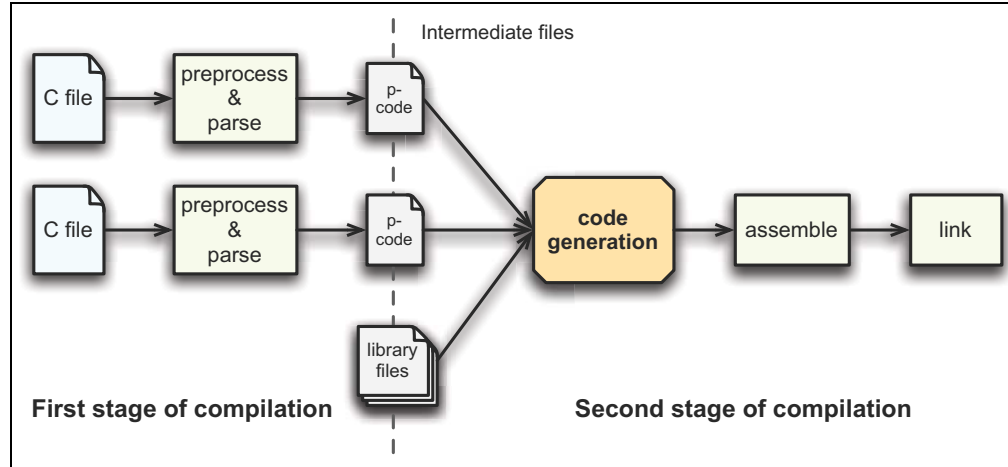 Intermediate files
C file
preprocess
&
parse
p-
code
C file
preprocess
&
parse
p-
code
code
generation
assemble
link
library
files
First stage of compilation
Second stage of compilation